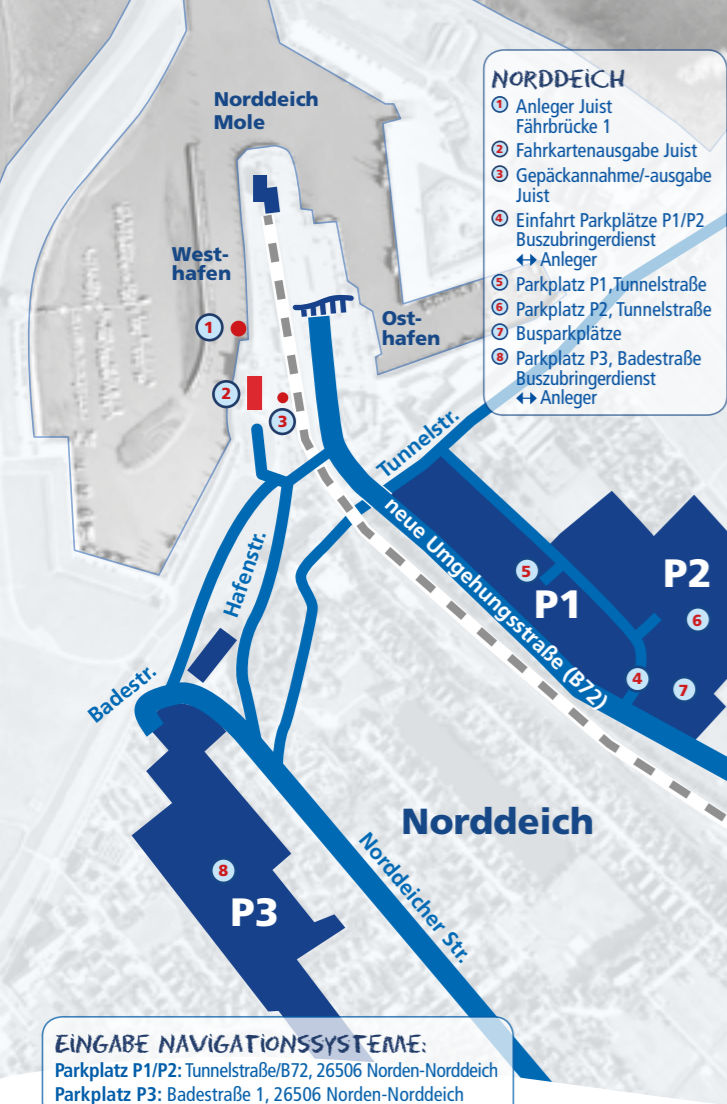 Norddeich
Mole
West-
hafen
Ost-
hafen
1
2
3
NORDDEICH
1 Anleger Juist
Fährbrücke 1
2 Fahrkartenausgabe Juist
3 Gepäckannahme/-ausgabe
Juist
4 Einfahrt Parkplätze P1/P2
Buszubringerdienst
↔ Anleger
5 Parkplatz P1, Tunnelstraße
6 Parkplatz P2, Tunnelstraße
7 Busparkplätze
8 Parkplatz P3, Badestraße
Buszubringerdienst
↔ Anleger
Tunnelstr.
neue Umgehungsstraße (B72)
5
P1
P2
6
4
7
Hafenstr.
Badestr.
Norddeich
Norddeicher Str.
8
P3
EINGABE NAVIGATIONSSYSTEME:
Parkplatz P1/P2: Tunnelstraße/B72, 26506 Norden-Norddeich
Parkplatz P3: Badestraße 1, 26506 Norden-Norddeich